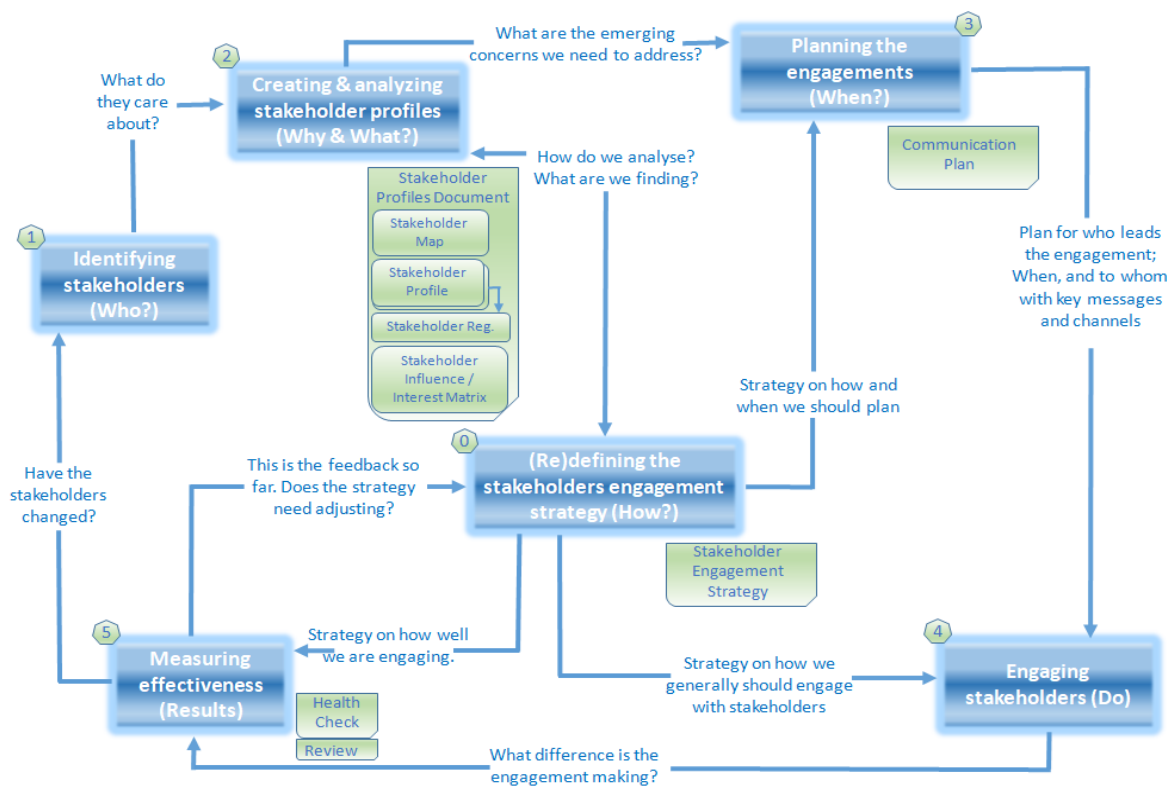 What are the emerging
concerns we need to address?
3
Planning the
engagements
(When?)
2
Creating & analyzing
stakeholder profiles
(Why & What?)
What do
they care
about?
Communication
Plan
How do we analyse?
What are we finding?
Stakeholder
Profiles Document
Stakeholder
Map
Stakeholder
Profile
Stakeholder Reg.
Stakeholder
Influence /
Interest Matrix
1
Identifying
stakeholders
(Who?)
Plan for who leads
the engagement;
When, and to whom
with key messages
and channels
Strategy on how and
when we should plan
0
(Re)defining the
stakeholders engagement
strategy (How?)
This is the feedback so
far. Does the strategy
need adjusting?
Have the
stakeholders
changed?
Stakeholder
Engagement
Strategy
5
Measuring
effectiveness
(Results)
Strategy on how well
we are engaging.
Health
Check
Review
Strategy on how we
generally should engage
with stakeholders
4
Engaging
stakeholders (Do)
What difference is the
engagement making?